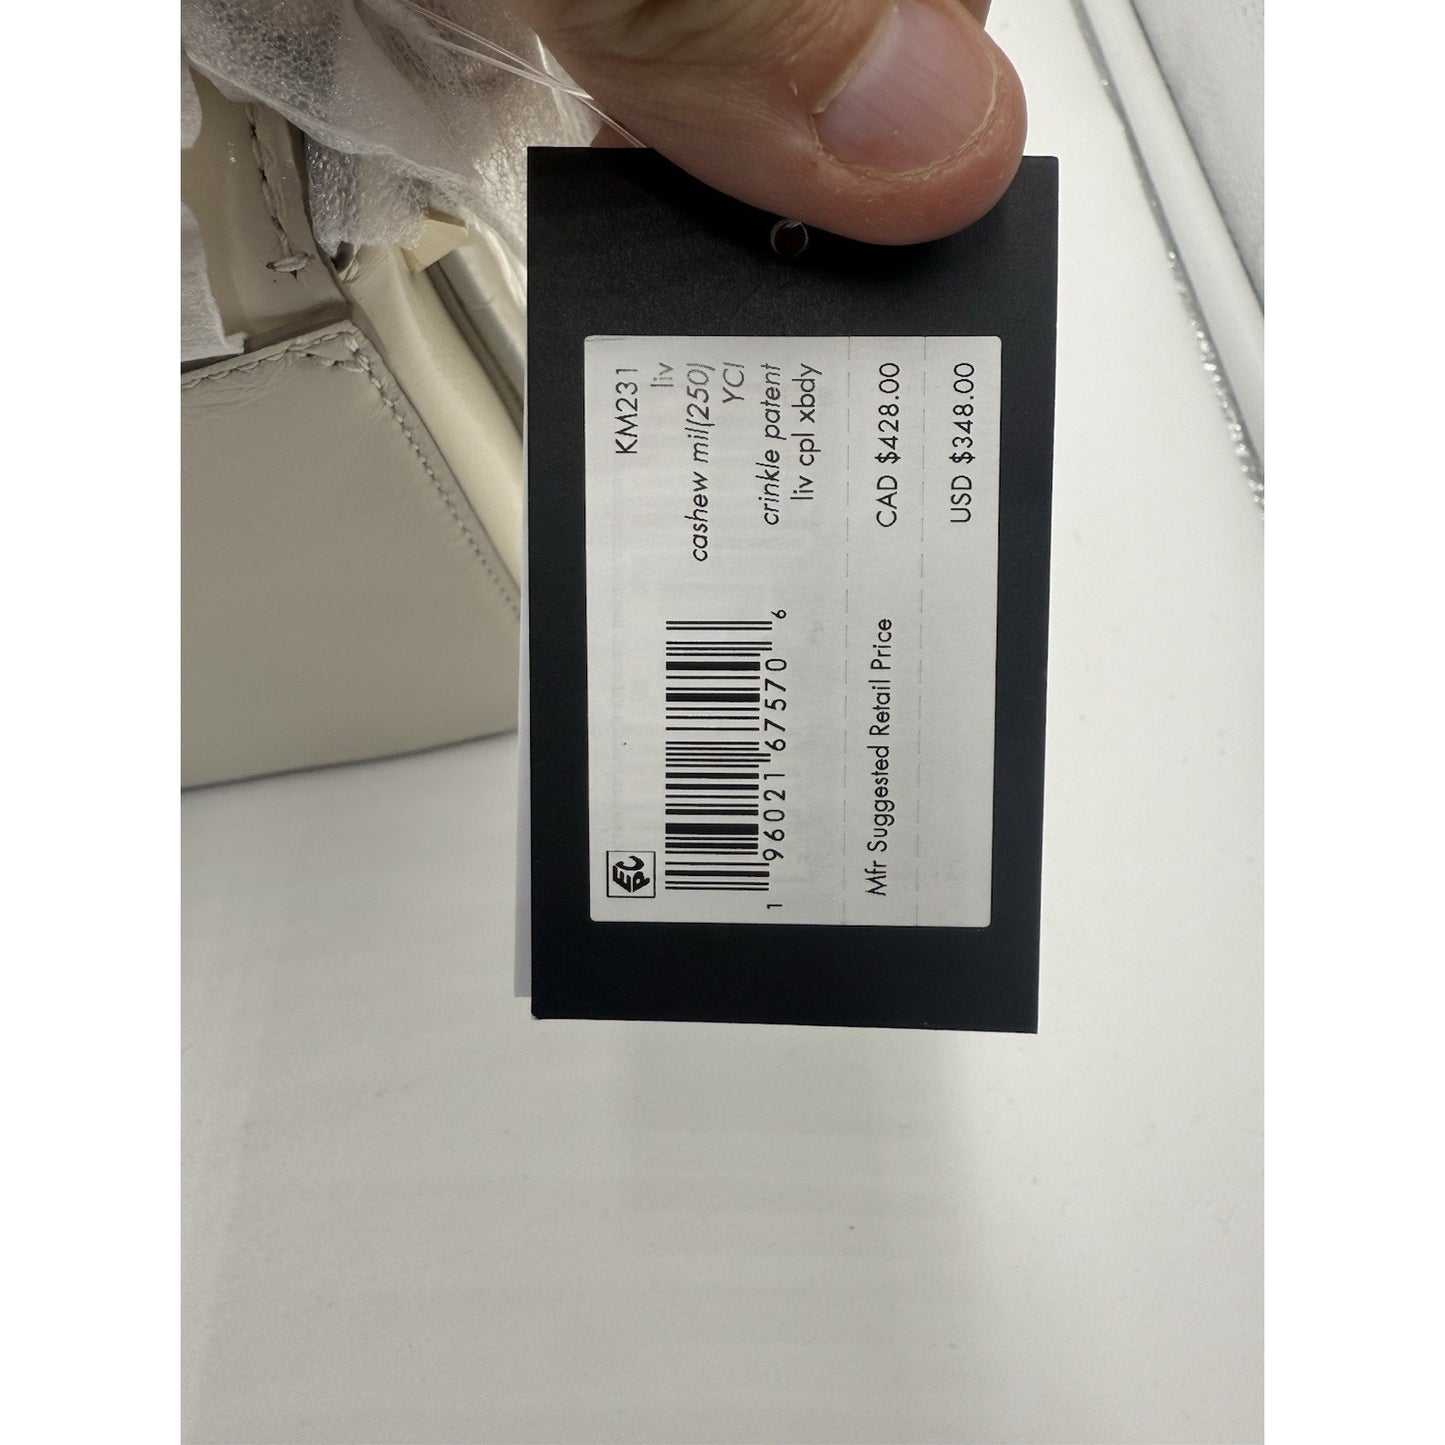 KM231
liv
cashew mil(250)
YCI
crinkle patent
liv cpl xbdy
EPC
1 96021 67570 6
Mfr Suggested Retail Price CAD $428.00
USD $348.00